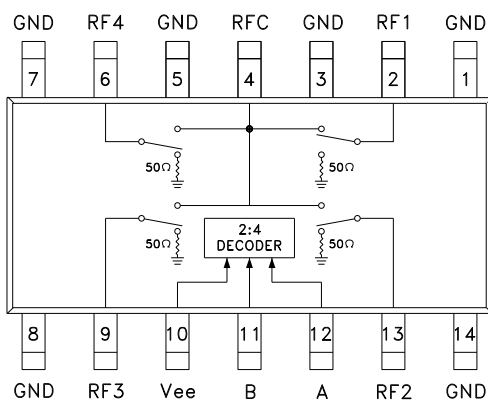 GND RF4 GND RFC GND RF1 GND
7 6 5 4 3 2 1
50Ω 50Ω
2:4
DECODER
50Ω 50Ω
8 9 10 11 12 13 14
GND RF3 Vee B A RF2 GND